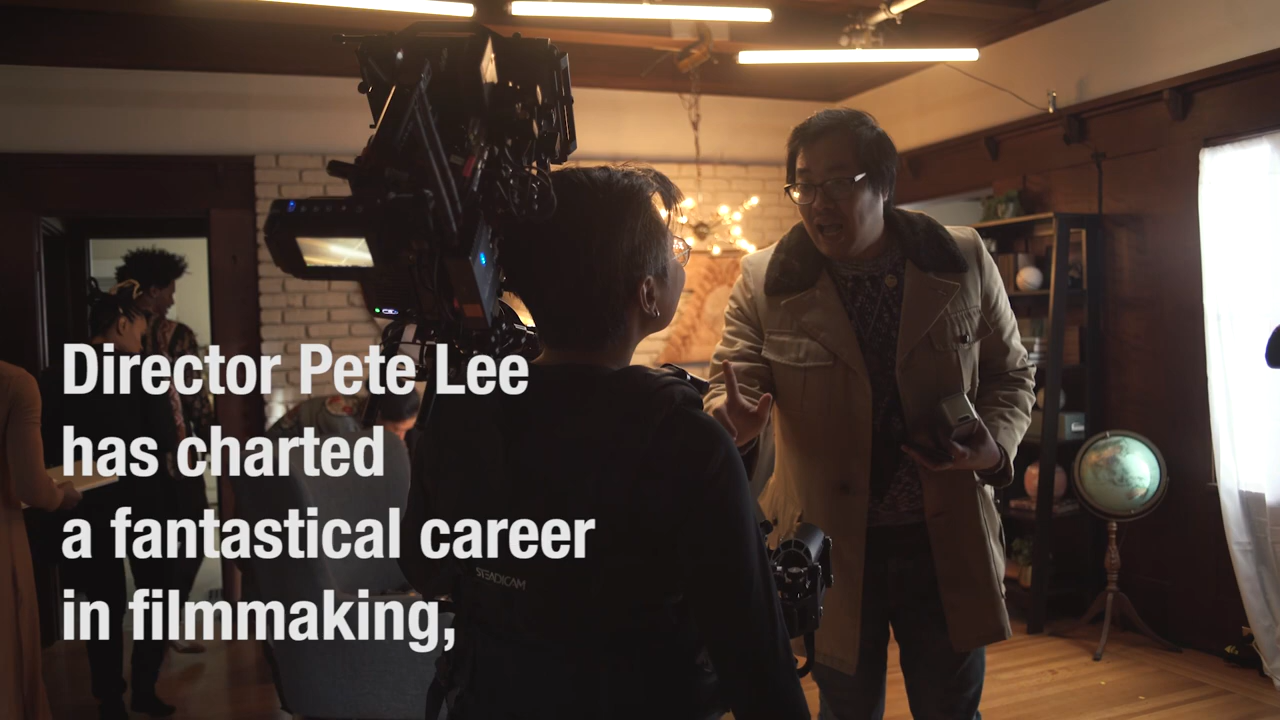 Director Pete Lee
has charted
a fantastical career
in filmmaking,
STEADICAM